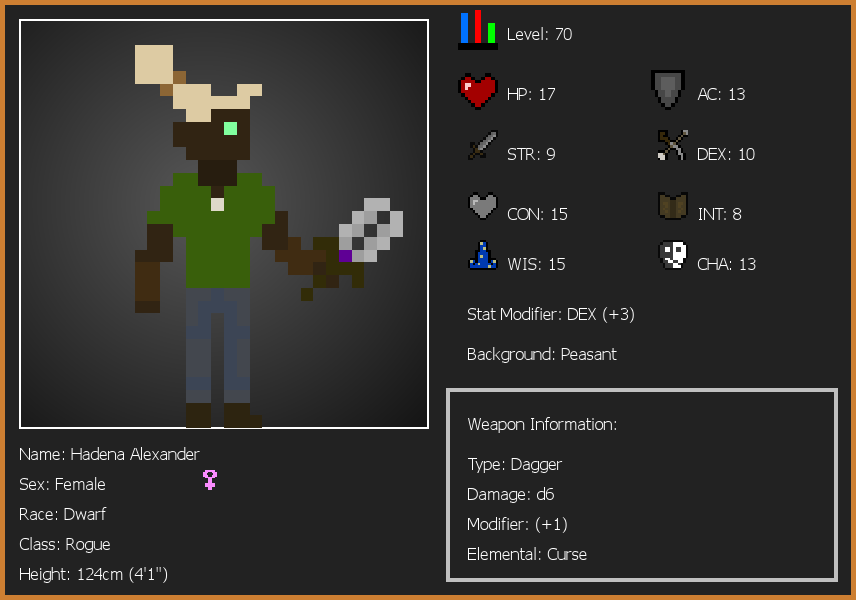 Level: 70
HP: 17
AC: 13
STR: 9
DEX: 10
CON: 15
INT: 8
WIS: 15
CHA: 13
Stat Modifier: DEX (+3)
Background: Peasant
Weapon Information:
Type: Dagger
Damage: d6
Modifier: (+1)
Elemental: Curse
Name: Hadena Alexander
Sex: Female
Race: Dwarf
Class: Rogue
Height: 124cm (4'1")